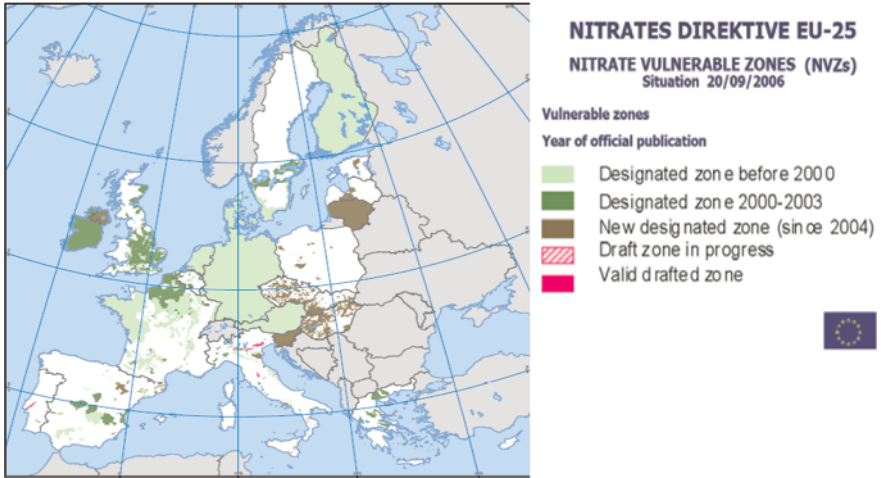 NITRATES DIREKTIVE EU-25
NITRATE VULNERABLE ZONES (NVZs)
Situation 20/09/2006
Vulnerable zones
Year of official publication
Designated zone before 2000
Designated zone 2000-2003
New designated zone (since 2004)
Draft zone in progress
Valid drafted zone